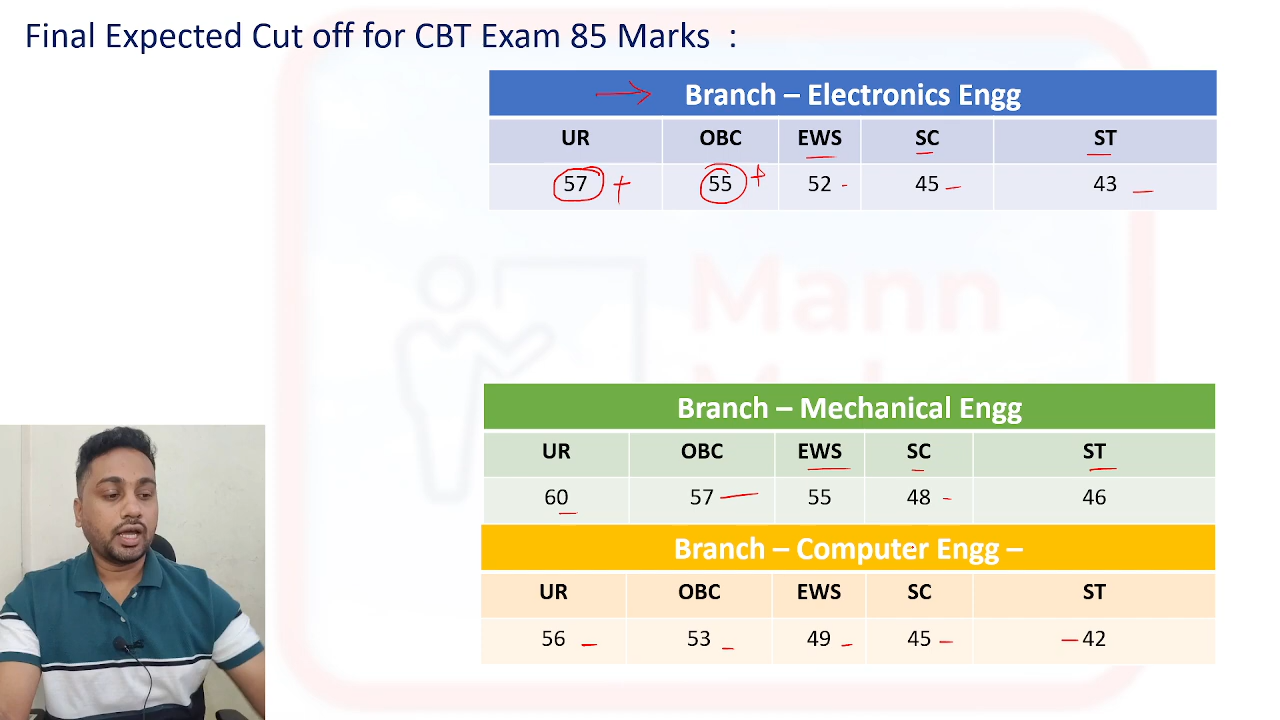 Final Expected Cut off for CBT Exam 85 Marks :
Branch – Electronics Engg
UR OBC EWS SC ST
57 + 55 + 52 45 43
Mann
Branch – Mechanical Engg
UR OBC EWS SC ST
60 57 55 48 46
Branch – Computer Engg –
UR OBC EWS SC ST
56 53 49 45 42